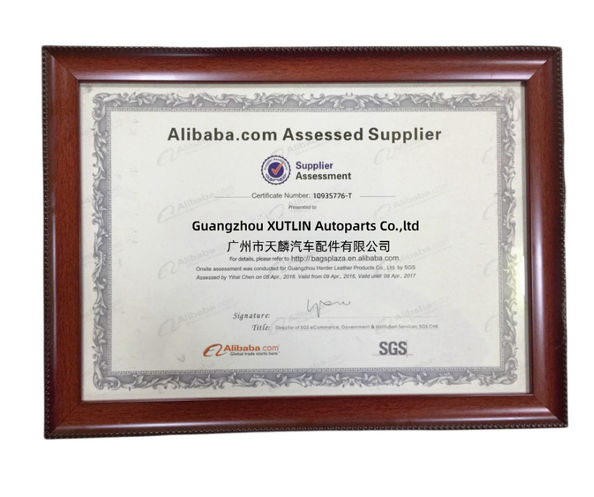 Alibaba.com Assessed Supplier
Supplier
Assessment
Certificate Number: 10935776-T
Presented to
Guangzhou XUTLIN Autoparts Co.,ltd
广州市天麟汽车配件有限公司
For details, please refer to http://bagsplaza.en.alibaba.com
Onsite assessment was conducted for Guangzhou Herder Leather Products Co., Ltd. by SGS
Assessed by Yihai Chen on 08 Apr., 2016. Valid from 09 Apr., 2016, Valid until 08 Apr., 2017
Signature:
Title: Director of SGS eCommerce, Government & Institution Services, SGS CHN
Alibaba.com
Global trade starts here.
SGS